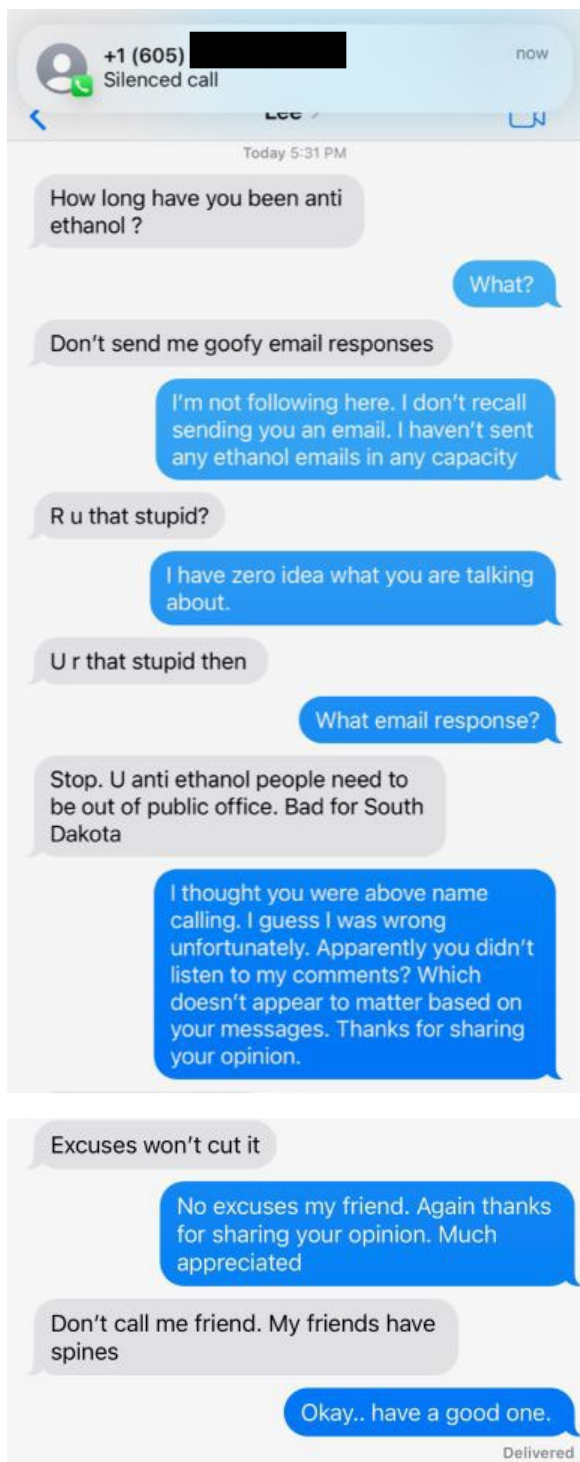 +1 (605)
now
Silenced call
Lee
Today 5:31 PM
How long have you been anti
ethanol ?
What?
Don't send me goofy email responses
I'm not following here. I don't recall
sending you an email. I haven't sent
any ethanol emails in any capacity
R u that stupid?
I have zero idea what you are talking
about.
U r that stupid then
What email response?
Stop. U anti ethanol people need to
be out of public office. Bad for South
Dakota
I thought you were above name
calling. I guess I was wrong
unfortunately. Apparently you didn't
listen to my comments? Which
doesn't appear to matter based on
your messages. Thanks for sharing
your opinion.
Excuses won't cut it
No excuses my friend. Again thanks
for sharing your opinion. Much
appreciated
Don't call me friend. My friends have
spines
Okay.. have a good one.
Delivered